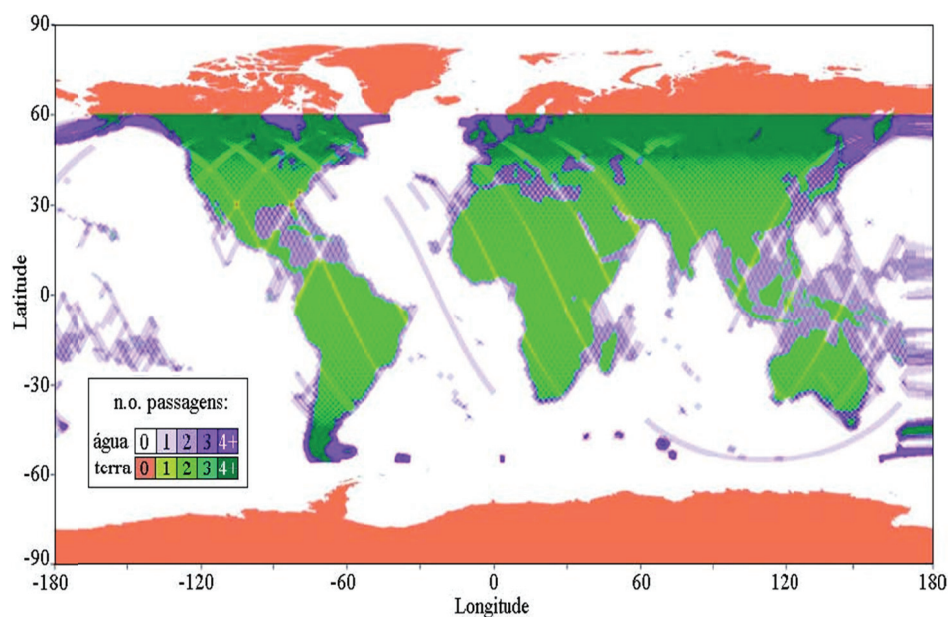 90
60
30
0
-30
-60
-90
Latitude
n.o. passagens:
água 0 1 2 3 4+
terra 0 1 2 3 4+
-180 -120 -60 0 60 120 180
Longitude